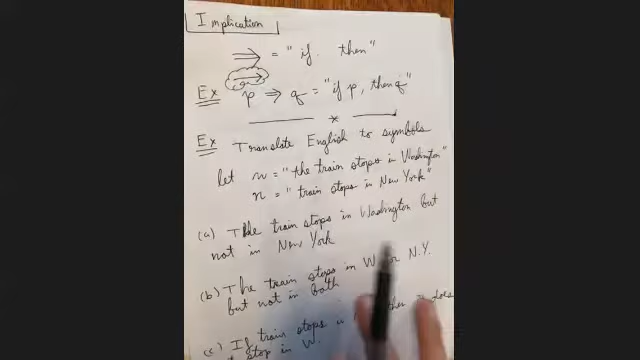 Implication
⇒ = "if. then"
or →
Ex p ⇒ q = "if p, then q"
Ex Translate English to symbols
let w = "the train stops in Washington"
n = "train stops in New York"
(a) The train stops in Washington but
not in New York
(b) The train stops in W or N.Y.
but not in both
(c) If train stops in does
stop in W.